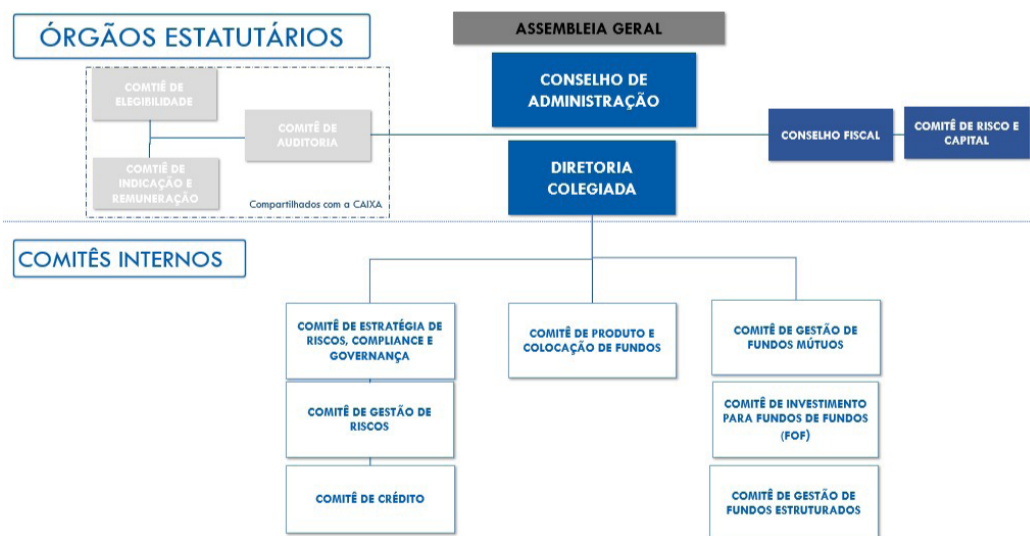 ÓRGÃOS ESTATUTÁRIOS
ASSEMBLEIA GERAL
CONSELHO DE
ADMINISTRAÇÃO
COMTIÊ DE
ELEGIBILIDADE
COMITÊ DE
AUDITORIA
COMTIÊ DE
INDICAÇÃO E
REMUNERAÇÃO
Compartilhados com a CAIXA
CONSELHO FISCAL
COMITÊ DE RISCO E
CAPITAL
DIRETORIA
COLEGIADA
COMITÊS INTERNOS
COMITÊ DE ESTRATÉGIA DE
RISCOS, COMPLIANCE E
GOVERNANÇA
COMITÊ DE GESTÃO DE
RISCOS
COMITÊ DE CRÉDITO
COMITÊ DE PRODUTO E
COLOCAÇÃO DE FUNDOS
COMITÊ DE GESTÃO DE
FUNDOS MÚTUOS
COMITÊ DE INVESTIMENTO
PARA FUNDOS DE FUNDOS
(FOF)
COMITÊ DE GESTÃO DE
FUNDOS ESTRUTURADOS